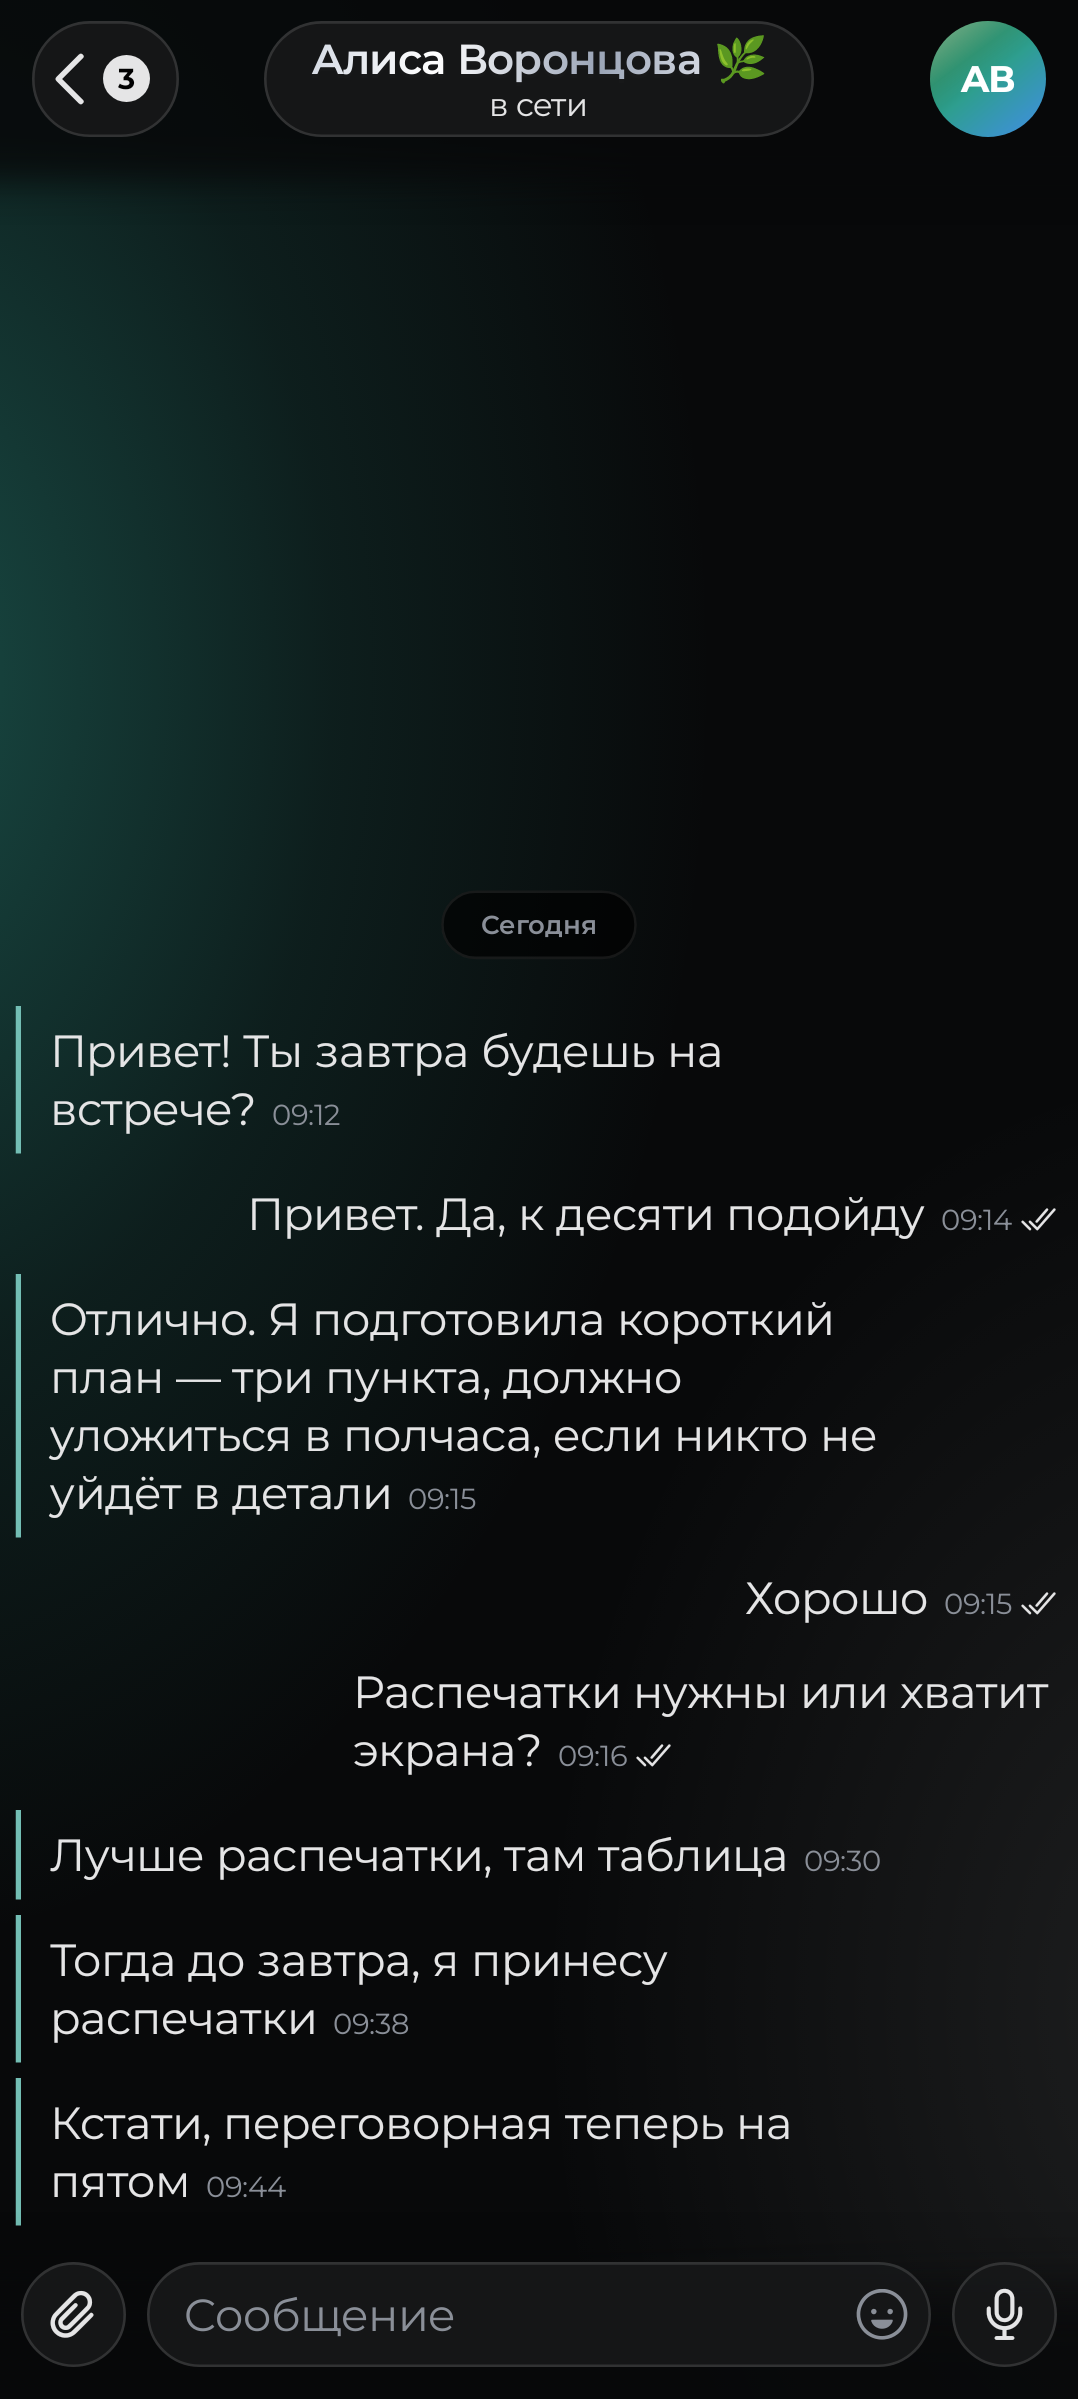 3
Алиса Воронцова 🌿
в сети
АВ
Сегодня
Привет! Ты завтра будешь на
встрече? 09:12
Привет. Да, к десяти подойду 09:14
Отлично. Я подготовила короткий
план — три пункта, должно
уложиться в полчаса, если никто не
уйдёт в детали 09:15
Хорошо 09:15
Распечатки нужны или хватит
экрана? 09:16
Лучше распечатки, там таблица 09:30
Тогда до завтра, я принесу
распечатки 09:38
Кстати, переговорная теперь на
пятом 09:44
Сообщение